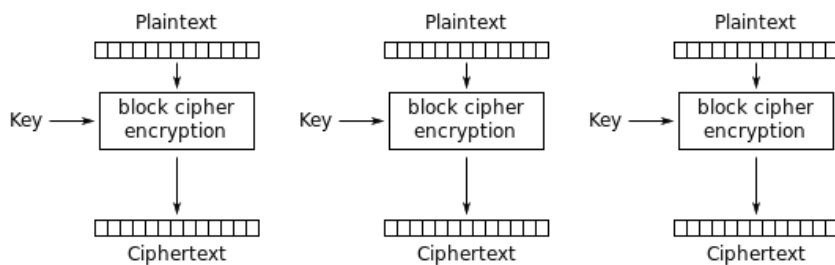 Plaintext Plaintext Plaintext
Key block cipher encryption Key block cipher encryption Key block cipher encryption
Ciphertext Ciphertext Ciphertext